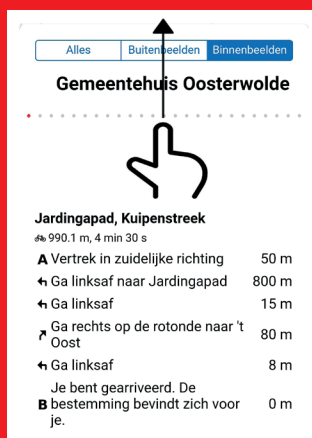 Alles Buitenbeelden Binnenbeelden
Gemeentehuis Oosterwolde
Jardingapad, Kuipenstreek
990.1 m, 4 min 30 s
A Vertrek in zuidelijke richting 50 m
Ga linksaf naar Jardingapad 800 m
Ga linksaf 15 m
Ga rechts op de rotonde naar 't
Oost 80 m
Ga linksaf 8 m
Je bent gearriveerd. De
B bestemming bevindt zich voor 0 m
je.